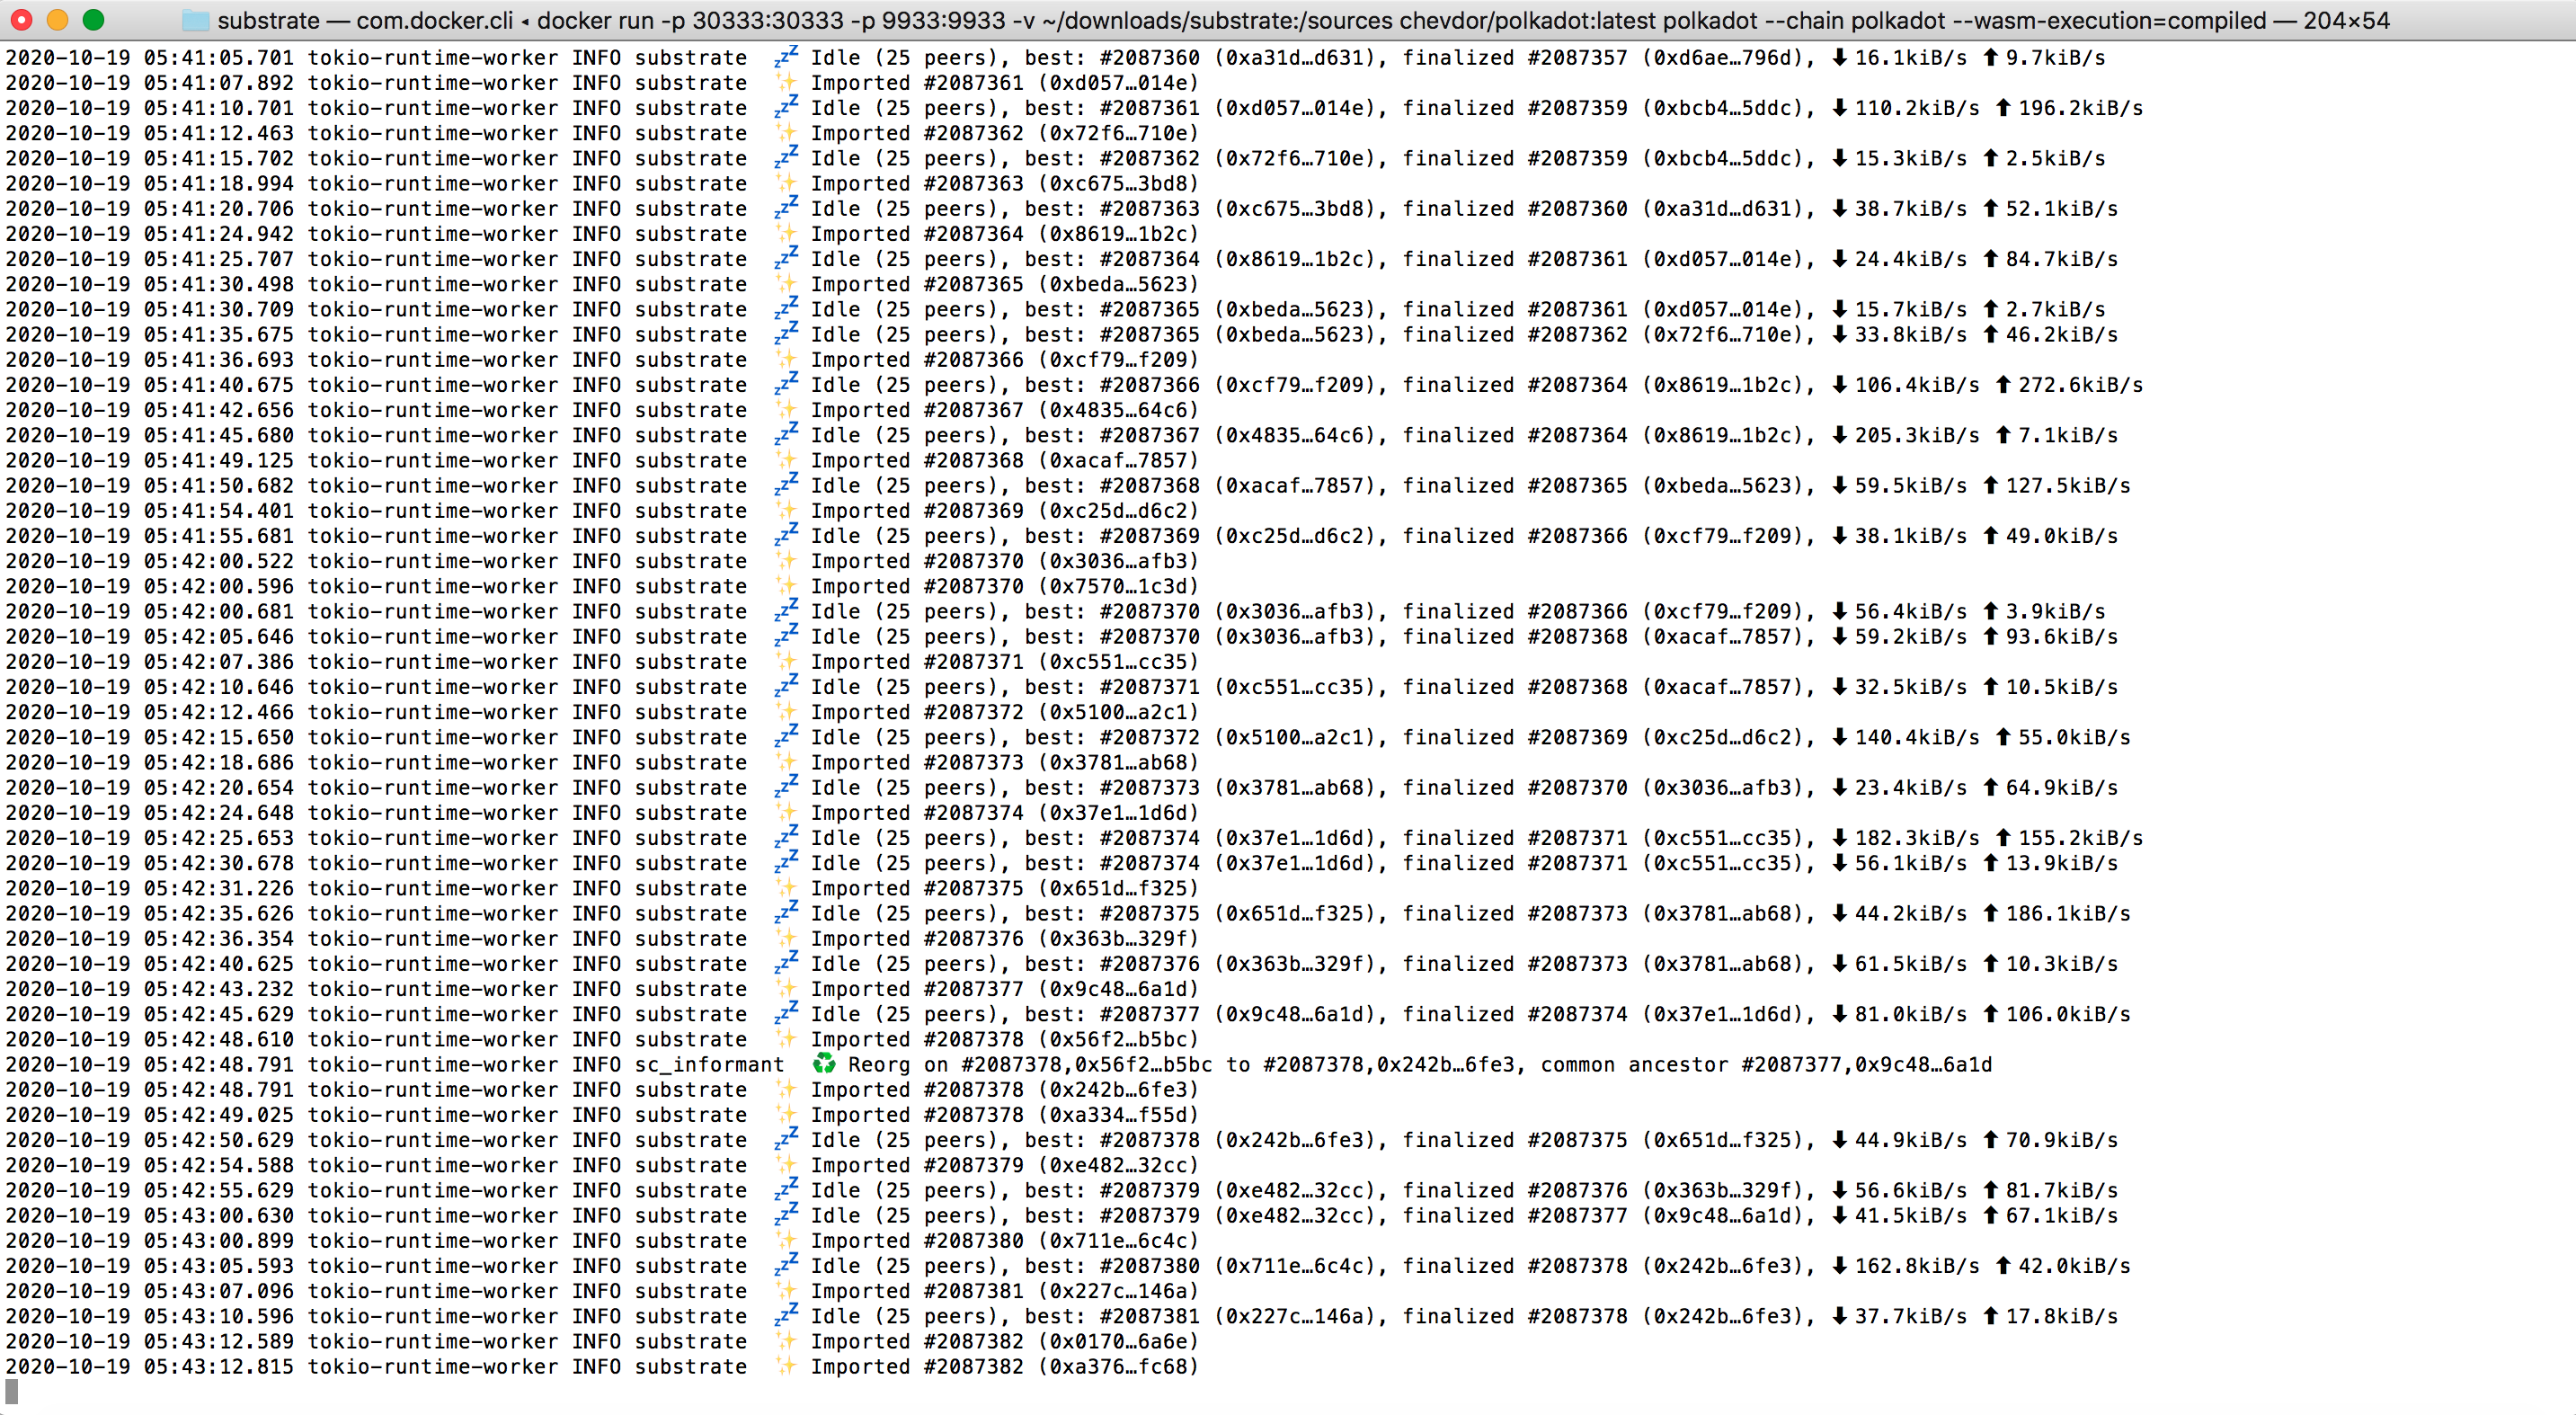 substrate — com.docker.cli ◂ docker run -p 30333:30333 -p 9933:9933 -v ~/downloads/substrate:/sources chevdor/polkadot:latest polkadot --chain polkadot --wasm-execution=compiled — 204×54
2020-10-19 05:41:05.701 tokio-runtime-worker INFO substrate  💤 Idle (25 peers), best: #2087360 (0xa31d…d631), finalized #2087357 (0xd6ae…796d), ⬇ 16.1kiB/s ⬆ 9.7kiB/s
2020-10-19 05:41:07.892 tokio-runtime-worker INFO substrate  ✨ Imported #2087361 (0xd057…014e)
2020-10-19 05:41:10.701 tokio-runtime-worker INFO substrate  💤 Idle (25 peers), best: #2087361 (0xd057…014e), finalized #2087359 (0xbcb4…5ddc), ⬇ 110.2kiB/s ⬆ 196.2kiB/s
2020-10-19 05:41:12.463 tokio-runtime-worker INFO substrate  ✨ Imported #2087362 (0x72f6…710e)
2020-10-19 05:41:15.702 tokio-runtime-worker INFO substrate  💤 Idle (25 peers), best: #2087362 (0x72f6…710e), finalized #2087359 (0xbcb4…5ddc), ⬇ 15.3kiB/s ⬆ 2.5kiB/s
2020-10-19 05:41:18.994 tokio-runtime-worker INFO substrate  ✨ Imported #2087363 (0xc675…3bd8)
2020-10-19 05:41:20.706 tokio-runtime-worker INFO substrate  💤 Idle (25 peers), best: #2087363 (0xc675…3bd8), finalized #2087360 (0xa31d…d631), ⬇ 38.7kiB/s ⬆ 52.1kiB/s
2020-10-19 05:41:24.942 tokio-runtime-worker INFO substrate  ✨ Imported #2087364 (0x8619…1b2c)
2020-10-19 05:41:25.707 tokio-runtime-worker INFO substrate  💤 Idle (25 peers), best: #2087364 (0x8619…1b2c), finalized #2087361 (0xd057…014e), ⬇ 24.4kiB/s ⬆ 84.7kiB/s
2020-10-19 05:41:30.498 tokio-runtime-worker INFO substrate  ✨ Imported #2087365 (0xbeda…5623)
2020-10-19 05:41:30.709 tokio-runtime-worker INFO substrate  💤 Idle (25 peers), best: #2087365 (0xbeda…5623), finalized #2087361 (0xd057…014e), ⬇ 15.7kiB/s ⬆ 2.7kiB/s
2020-10-19 05:41:35.675 tokio-runtime-worker INFO substrate  💤 Idle (25 peers), best: #2087365 (0xbeda…5623), finalized #2087362 (0x72f6…710e), ⬇ 33.8kiB/s ⬆ 46.2kiB/s
2020-10-19 05:41:36.693 tokio-runtime-worker INFO substrate  ✨ Imported #2087366 (0xcf79…f209)
2020-10-19 05:41:40.675 tokio-runtime-worker INFO substrate  💤 Idle (25 peers), best: #2087366 (0xcf79…f209), finalized #2087364 (0x8619…1b2c), ⬇ 106.4kiB/s ⬆ 272.6kiB/s
2020-10-19 05:41:42.656 tokio-runtime-worker INFO substrate  ✨ Imported #2087367 (0x4835…64c6)
2020-10-19 05:41:45.680 tokio-runtime-worker INFO substrate  💤 Idle (25 peers), best: #2087367 (0x4835…64c6), finalized #2087364 (0x8619…1b2c), ⬇ 205.3kiB/s ⬆ 7.1kiB/s
2020-10-19 05:41:49.125 tokio-runtime-worker INFO substrate  ✨ Imported #2087368 (0xacaf…7857)
2020-10-19 05:41:50.682 tokio-runtime-worker INFO substrate  💤 Idle (25 peers), best: #2087368 (0xacaf…7857), finalized #2087365 (0xbeda…5623), ⬇ 59.5kiB/s ⬆ 127.5kiB/s
2020-10-19 05:41:54.401 tokio-runtime-worker INFO substrate  ✨ Imported #2087369 (0xc25d…d6c2)
2020-10-19 05:41:55.681 tokio-runtime-worker INFO substrate  💤 Idle (25 peers), best: #2087369 (0xc25d…d6c2), finalized #2087366 (0xcf79…f209), ⬇ 38.1kiB/s ⬆ 49.0kiB/s
2020-10-19 05:42:00.522 tokio-runtime-worker INFO substrate  ✨ Imported #2087370 (0x3036…afb3)
2020-10-19 05:42:00.596 tokio-runtime-worker INFO substrate  ✨ Imported #2087370 (0x7570…1c3d)
2020-10-19 05:42:00.681 tokio-runtime-worker INFO substrate  💤 Idle (25 peers), best: #2087370 (0x3036…afb3), finalized #2087366 (0xcf79…f209), ⬇ 56.4kiB/s ⬆ 3.9kiB/s
2020-10-19 05:42:05.646 tokio-runtime-worker INFO substrate  💤 Idle (25 peers), best: #2087370 (0x3036…afb3), finalized #2087368 (0xacaf…7857), ⬇ 59.2kiB/s ⬆ 93.6kiB/s
2020-10-19 05:42:07.386 tokio-runtime-worker INFO substrate  ✨ Imported #2087371 (0xc551…cc35)
2020-10-19 05:42:10.646 tokio-runtime-worker INFO substrate  💤 Idle (25 peers), best: #2087371 (0xc551…cc35), finalized #2087368 (0xacaf…7857), ⬇ 32.5kiB/s ⬆ 10.5kiB/s
2020-10-19 05:42:12.466 tokio-runtime-worker INFO substrate  ✨ Imported #2087372 (0x5100…a2c1)
2020-10-19 05:42:15.650 tokio-runtime-worker INFO substrate  💤 Idle (25 peers), best: #2087372 (0x5100…a2c1), finalized #2087369 (0xc25d…d6c2), ⬇ 140.4kiB/s ⬆ 55.0kiB/s
2020-10-19 05:42:18.686 tokio-runtime-worker INFO substrate  ✨ Imported #2087373 (0x3781…ab68)
2020-10-19 05:42:20.654 tokio-runtime-worker INFO substrate  💤 Idle (25 peers), best: #2087373 (0x3781…ab68), finalized #2087370 (0x3036…afb3), ⬇ 23.4kiB/s ⬆ 64.9kiB/s
2020-10-19 05:42:24.648 tokio-runtime-worker INFO substrate  ✨ Imported #2087374 (0x37e1…1d6d)
2020-10-19 05:42:25.653 tokio-runtime-worker INFO substrate  💤 Idle (25 peers), best: #2087374 (0x37e1…1d6d), finalized #2087371 (0xc551…cc35), ⬇ 182.3kiB/s ⬆ 155.2kiB/s
2020-10-19 05:42:30.678 tokio-runtime-worker INFO substrate  💤 Idle (25 peers), best: #2087374 (0x37e1…1d6d), finalized #2087371 (0xc551…cc35), ⬇ 56.1kiB/s ⬆ 13.9kiB/s
2020-10-19 05:42:31.226 tokio-runtime-worker INFO substrate  ✨ Imported #2087375 (0x651d…f325)
2020-10-19 05:42:35.626 tokio-runtime-worker INFO substrate  💤 Idle (25 peers), best: #2087375 (0x651d…f325), finalized #2087373 (0x3781…ab68), ⬇ 44.2kiB/s ⬆ 186.1kiB/s
2020-10-19 05:42:36.354 tokio-runtime-worker INFO substrate  ✨ Imported #2087376 (0x363b…329f)
2020-10-19 05:42:40.625 tokio-runtime-worker INFO substrate  💤 Idle (25 peers), best: #2087376 (0x363b…329f), finalized #2087373 (0x3781…ab68), ⬇ 61.5kiB/s ⬆ 10.3kiB/s
2020-10-19 05:42:43.232 tokio-runtime-worker INFO substrate  ✨ Imported #2087377 (0x9c48…6a1d)
2020-10-19 05:42:45.629 tokio-runtime-worker INFO substrate  💤 Idle (25 peers), best: #2087377 (0x9c48…6a1d), finalized #2087374 (0x37e1…1d6d), ⬇ 81.0kiB/s ⬆ 106.0kiB/s
2020-10-19 05:42:48.610 tokio-runtime-worker INFO substrate  ✨ Imported #2087378 (0x56f2…b5bc)
2020-10-19 05:42:48.791 tokio-runtime-worker INFO sc_informant  ♻️ Reorg on #2087378,0x56f2…b5bc to #2087378,0x242b…6fe3, common ancestor #2087377,0x9c48…6a1d
2020-10-19 05:42:48.791 tokio-runtime-worker INFO substrate  ✨ Imported #2087378 (0x242b…6fe3)
2020-10-19 05:42:49.025 tokio-runtime-worker INFO substrate  ✨ Imported #2087378 (0xa334…f55d)
2020-10-19 05:42:50.629 tokio-runtime-worker INFO substrate  💤 Idle (25 peers), best: #2087378 (0x242b…6fe3), finalized #2087375 (0x651d…f325), ⬇ 44.9kiB/s ⬆ 70.9kiB/s
2020-10-19 05:42:54.588 tokio-runtime-worker INFO substrate  ✨ Imported #2087379 (0xe482…32cc)
2020-10-19 05:42:55.629 tokio-runtime-worker INFO substrate  💤 Idle (25 peers), best: #2087379 (0xe482…32cc), finalized #2087376 (0x363b…329f), ⬇ 56.6kiB/s ⬆ 81.7kiB/s
2020-10-19 05:43:00.630 tokio-runtime-worker INFO substrate  💤 Idle (25 peers), best: #2087379 (0xe482…32cc), finalized #2087377 (0x9c48…6a1d), ⬇ 41.5kiB/s ⬆ 67.1kiB/s
2020-10-19 05:43:00.899 tokio-runtime-worker INFO substrate  ✨ Imported #2087380 (0x711e…6c4c)
2020-10-19 05:43:05.593 tokio-runtime-worker INFO substrate  💤 Idle (25 peers), best: #2087380 (0x711e…6c4c), finalized #2087378 (0x242b…6fe3), ⬇ 162.8kiB/s ⬆ 42.0kiB/s
2020-10-19 05:43:07.096 tokio-runtime-worker INFO substrate  ✨ Imported #2087381 (0x227c…146a)
2020-10-19 05:43:10.596 tokio-runtime-worker INFO substrate  💤 Idle (25 peers), best: #2087381 (0x227c…146a), finalized #2087378 (0x242b…6fe3), ⬇ 37.7kiB/s ⬆ 17.8kiB/s
2020-10-19 05:43:12.589 tokio-runtime-worker INFO substrate  ✨ Imported #2087382 (0x0170…6a6e)
2020-10-19 05:43:12.815 tokio-runtime-worker INFO substrate  ✨ Imported #2087382 (0xa376…fc68)